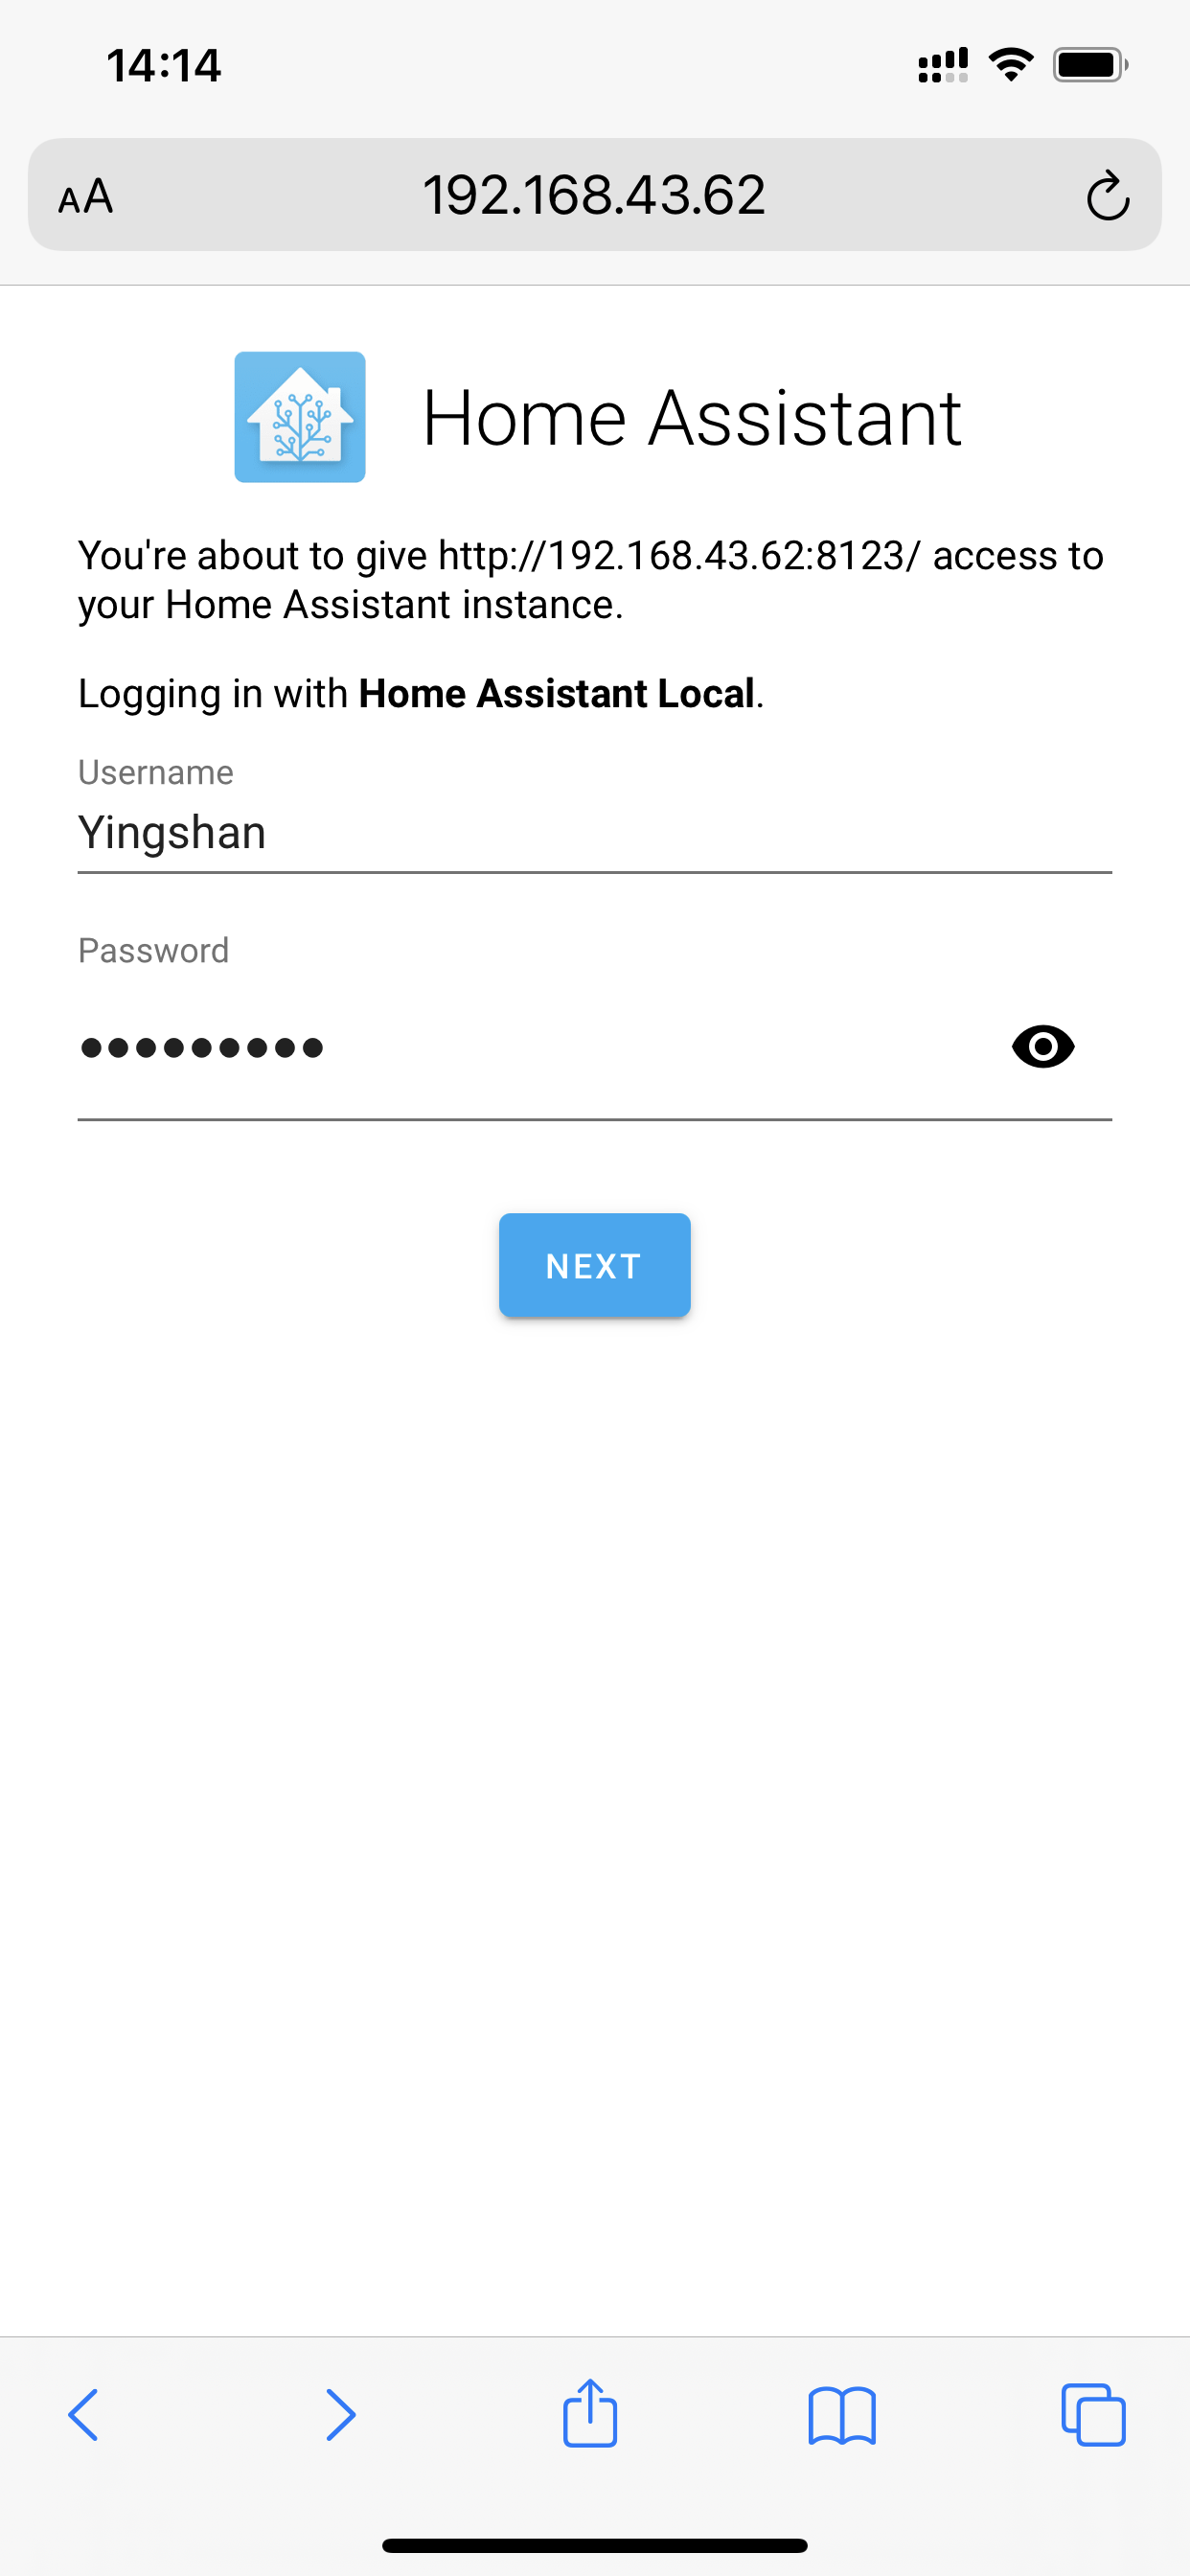 14:14
AA
192.168.43.62
Home Assistant
You're about to give http://192.168.43.62:8123/ access to
your Home Assistant instance.
Logging in with Home Assistant Local.
Username
Yingshan
Password
•••••••••
NEXT